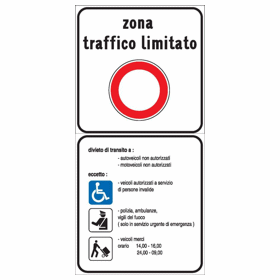 zona
traffico limitato
divieto di transito a :
- autoveicoli non autorizzati
- motoveicoli non autorizzati
eccetto :
- veicoli autorizzati a servizio
di persone invalide
- polizia, ambulanza,
vigili del fuoco
( solo in servizio urgente di emergenza )
- veicoli merci
orario 14,00 - 16,00
24,00 - 09,00